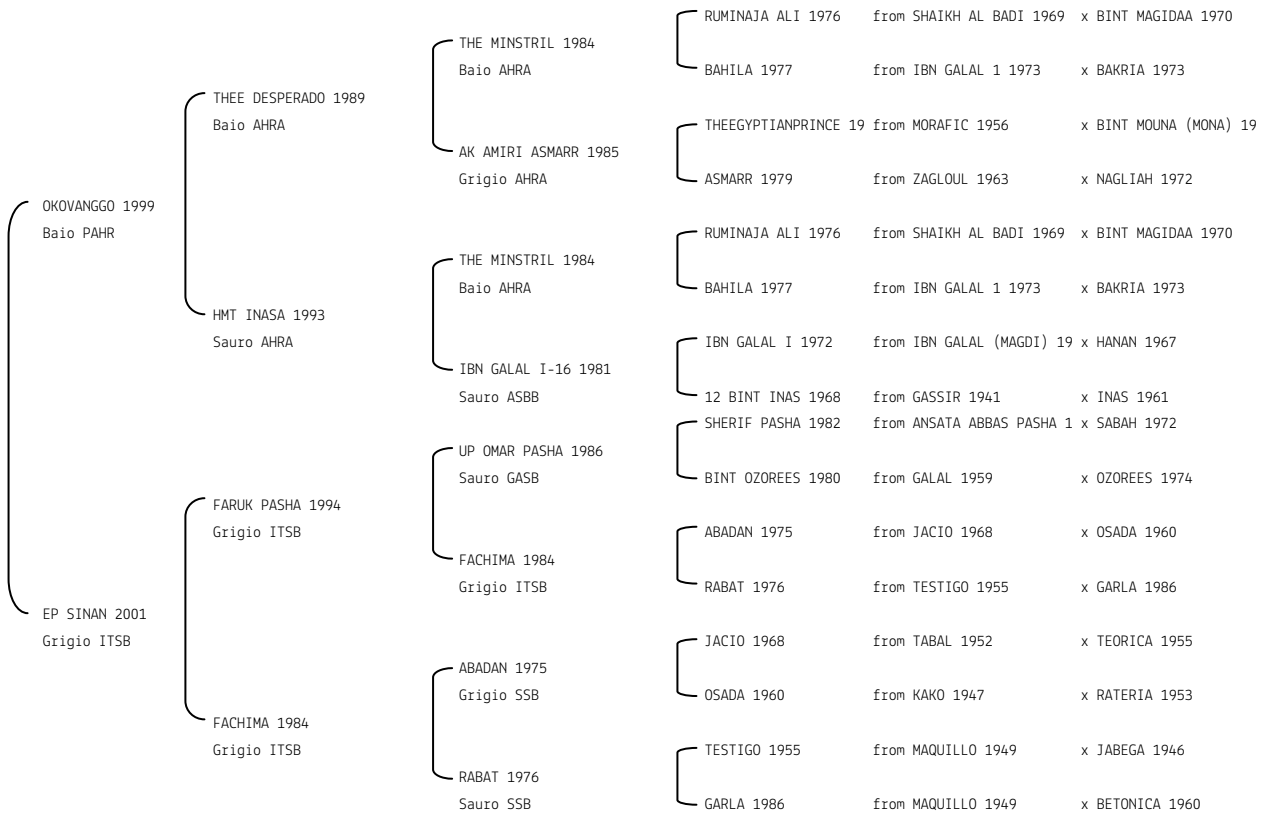 RUMINAJA ALI 1976 from SHAIKH AL BADI 1969 x BINT MAGIDAA 1970
THE MINSTRIL 1984
Baio AHRA
BAHILA 1977 from IBN GALAL 1 1973 x BAKRIA 1973
THEE DESPERADO 1989
Baio AHRA
THEEGYPTIANPRINCE 19 from MORAFIC 1956 x BINT MOUNA (MONA) 19
AK AMIRI ASMARR 1985
Grigio AHRA
ASMARR 1979 from ZAGLOUL 1963 x NAGLIAH 1972
OKOVANGGO 1999
Baio PAHR
RUMINAJA ALI 1976 from SHAIKH AL BADI 1969 x BINT MAGIDAA 1970
THE MINSTRIL 1984
Baio AHRA
BAHILA 1977 from IBN GALAL 1 1973 x BAKRIA 1973
HMT INASA 1993
Sauro AHRA
IBN GALAL I 1972 from IBN GALAL (MAGDI) 19 x HANAN 1967
IBN GALAL I-16 1981
Sauro ASBB
12 BINT INAS 1968 from GASSIR 1941 x INAS 1961
SHERIF PASHA 1982 from ANSATA ABBAS PASHA 1 x SABAH 1972
UP OMAR PASHA 1986
Sauro GASB
BINT OZOREES 1980 from GALAL 1959 x OZOREES 1974
FARUK PASHA 1994
Grigio ITSB
ABADAN 1975 from JACIO 1968 x OSADA 1960
FACHIMA 1984
Grigio ITSB
RABAT 1976 from TESTIGO 1955 x GARLA 1986
EP SINAN 2001
Grigio ITSB
JACIO 1968 from TABAL 1952 x TEORICA 1955
ABADAN 1975
Grigio SSB
OSADA 1960 from KAKO 1947 x RATERIA 1953
FACHIMA 1984
Grigio ITSB
TESTIGO 1955 from MAQUILLO 1949 x JABEGA 1946
RABAT 1976
Sauro SSB
GARLA 1986 from MAQUILLO 1949 x BETONICA 1960